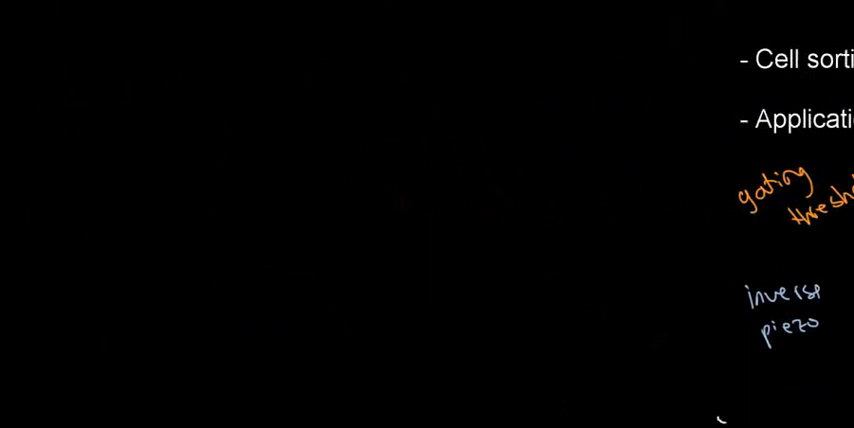 - Cell sorti
- Applicati
gating
thresh
inverse
piezo